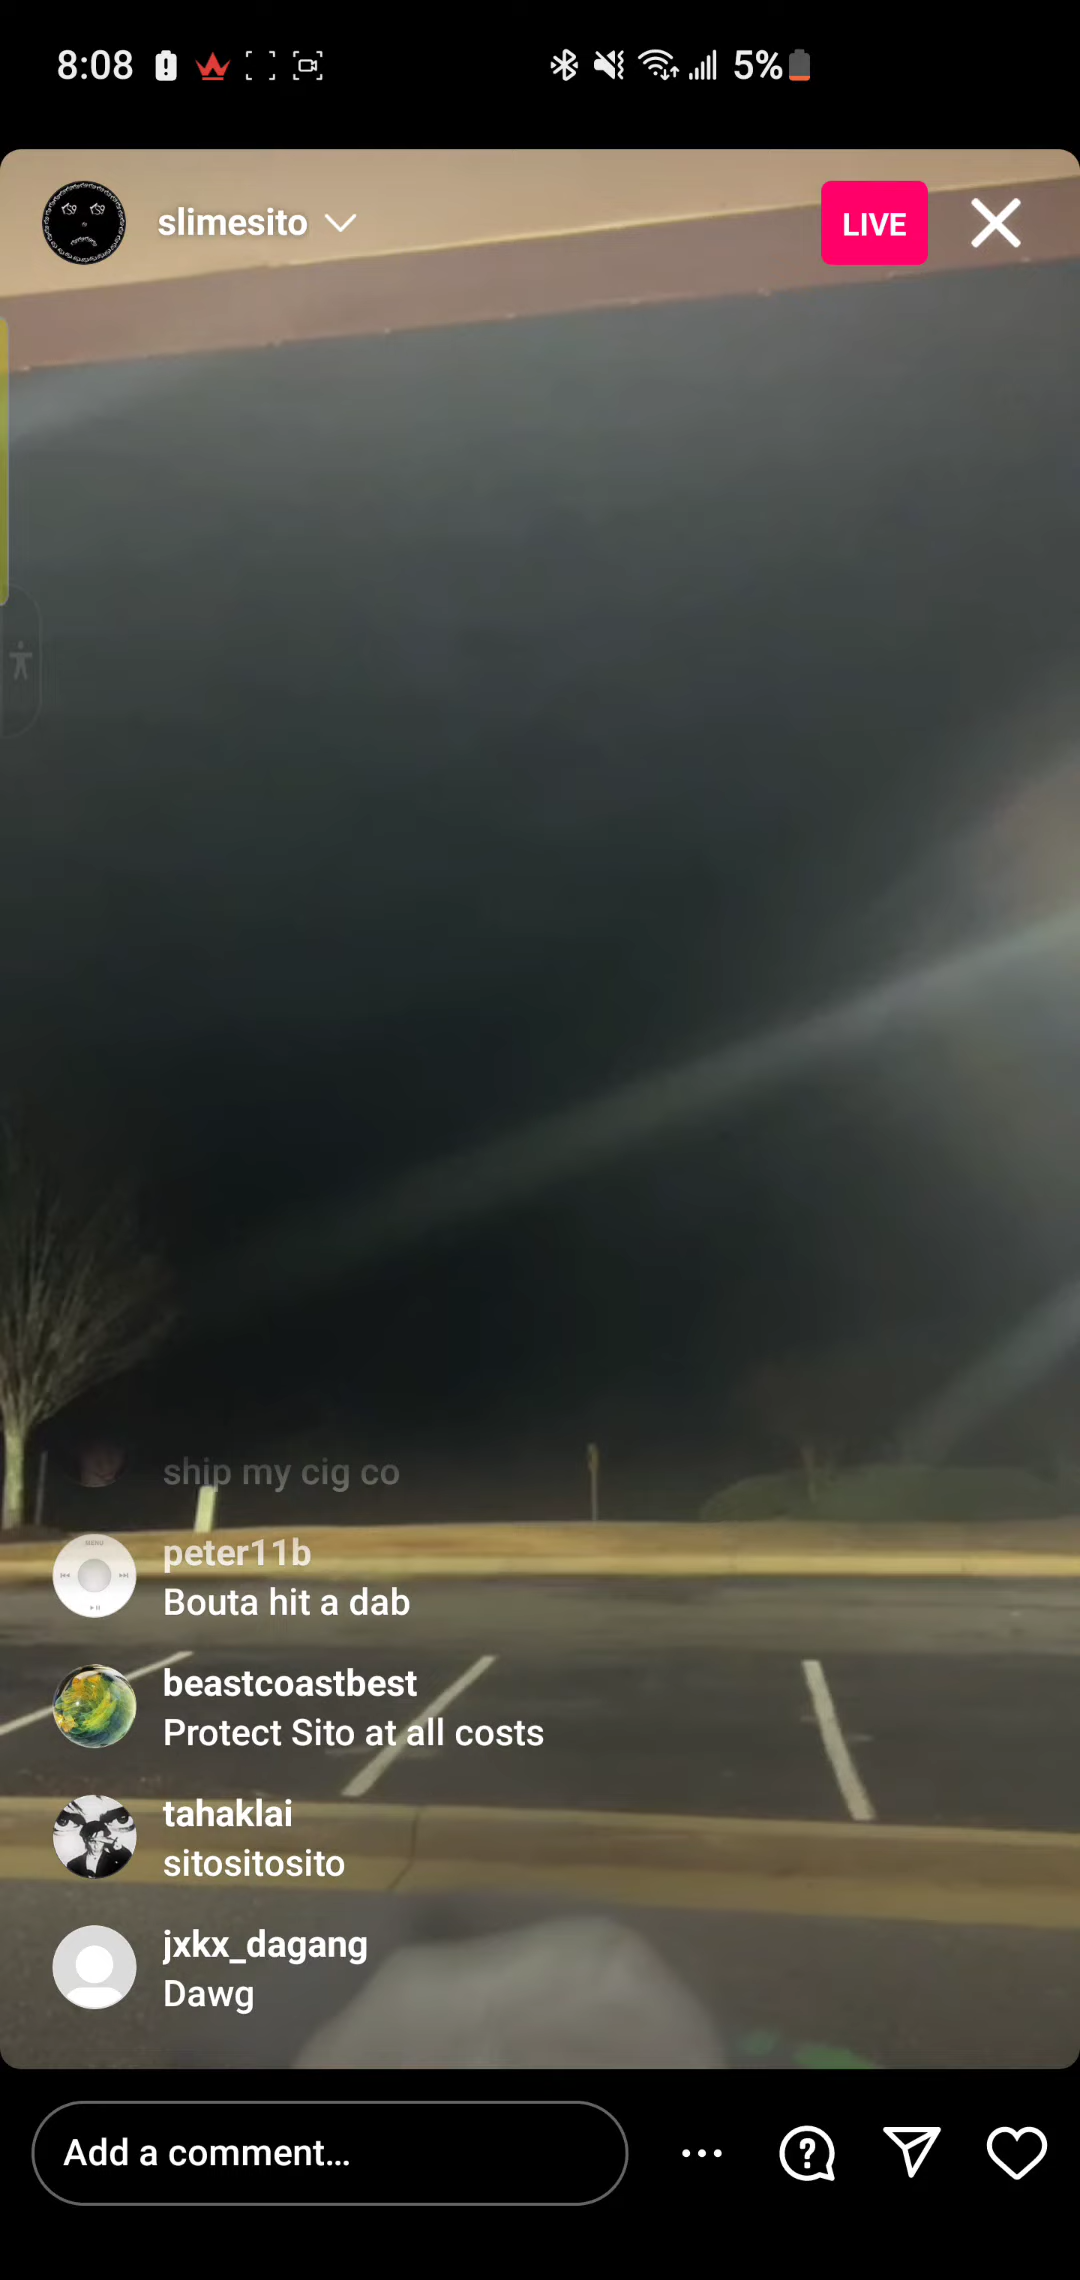 8:08
5%
slimesito
LIVE
ship my cig co
peter11b
Bouta hit a dab
beastcoastbest
Protect Sito at all costs
tahaklai
sitositosito
jxkx_dagang
Dawg
Add a comment...